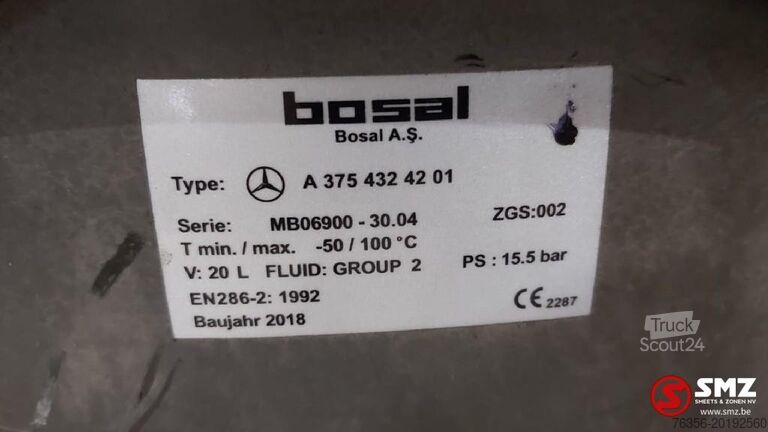 bosal
Bosal A.Ş.
Type: A 375 432 42 01
Serie: MB06900 - 30.04 ZGS:002
T min. / max. -50 / 100 °C
V: 20 L FLUID: GROUP 2 PS : 15.5 bar
EN286-2: 1992 CE 2287
Baujahr 2018
Truck
Scout24
SMZ
SMEETS & ZONEN NV
www.smz.be
76356-20192560